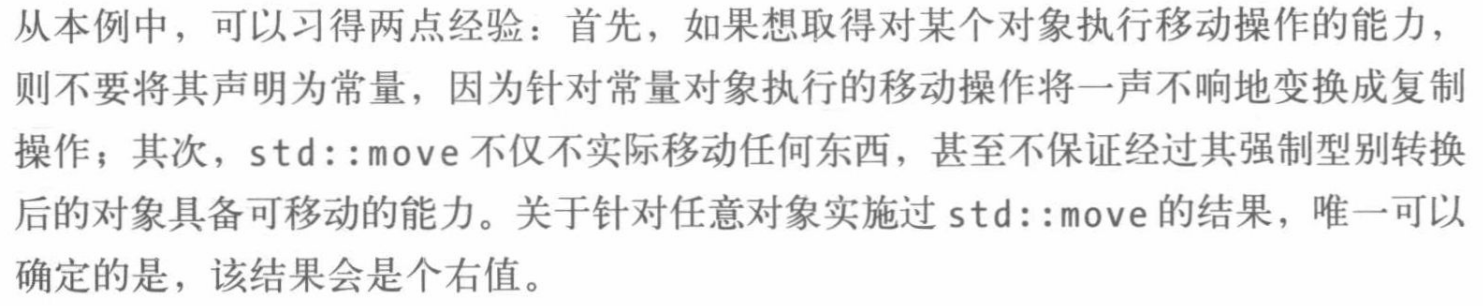 从本例中，可以习得两点经验：首先，如果想取得对某个对象执行移动操作的能力，
则不要将其声明为常量，因为针对常量对象执行的移动操作将一声不响地变换成复制
操作；其次，std::move 不仅不实际移动任何东西，甚至不保证经过其强制型别转换
后的对象具备可移动的能力。关于针对任意对象实施过 std::move 的结果，唯一可以
确定的是，该结果会是个右值。